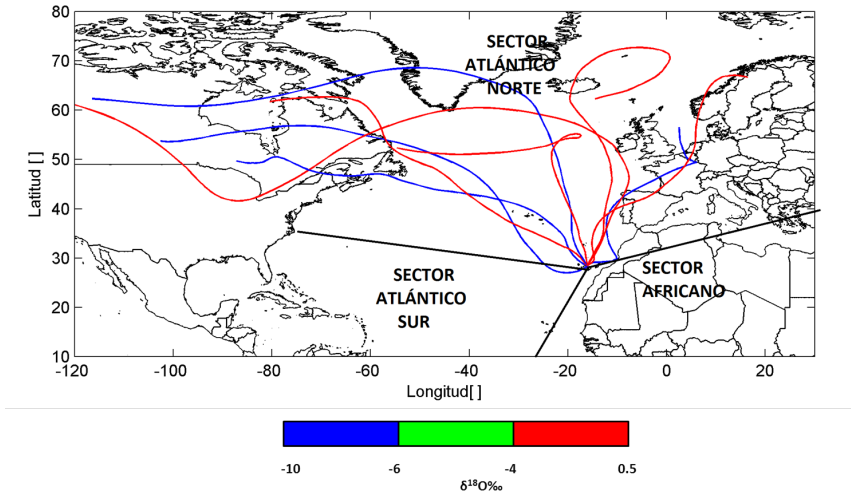 80
70
60
50
40
30
20
10
Latitud [ ]
SECTOR
ATLÁNTICO
NORTE
SECTOR
ATLÁNTICO
SUR
SECTOR
AFRICANO
-120 -100 -80 -60 -40 -20 0 20
Longitud[ ]
-10 -6 -4 0.5
δ¹⁸O‰